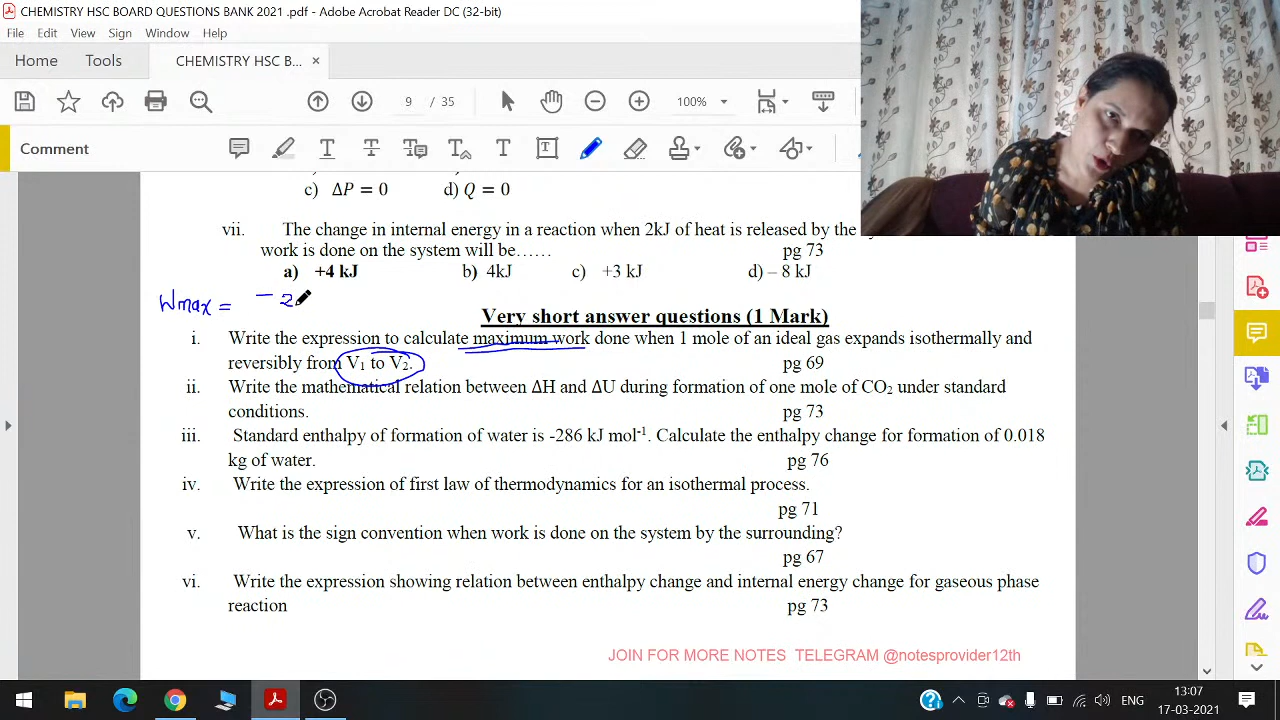 CHEMISTRY HSC BOARD QUESTIONS BANK 2021 .pdf - Adobe Acrobat Reader DC (32-bit)
File Edit View Sign Window Help
Home Tools CHEMISTRY HSC B... ×
9 / 35 100%
Comment
c) ΔP = 0 d) Q = 0
vii. The change in internal energy in a reaction when 2kJ of heat is released by the
work is done on the system will be…… pg 73
a) +4 kJ b) 4kJ c) +3 kJ d) – 8 kJ
Wmax = - 2
Very short answer questions (1 Mark)
i. Write the expression to calculate maximum work done when 1 mole of an ideal gas expands isothermally and
reversibly from V₁ to V₂. pg 69
ii. Write the mathematical relation between ΔH and ΔU during formation of one mole of CO₂ under standard
conditions. pg 73
iii. Standard enthalpy of formation of water is -286 kJ mol⁻¹. Calculate the enthalpy change for formation of 0.018
kg of water. pg 76
iv. Write the expression of first law of thermodynamics for an isothermal process.
pg 71
v. What is the sign convention when work is done on the system by the surrounding?
pg 67
vi. Write the expression showing relation between enthalpy change and internal energy change for gaseous phase
reaction pg 73
JOIN FOR MORE NOTES TELEGRAM @notesprovider12th
ENG
13:07
17-03-2021